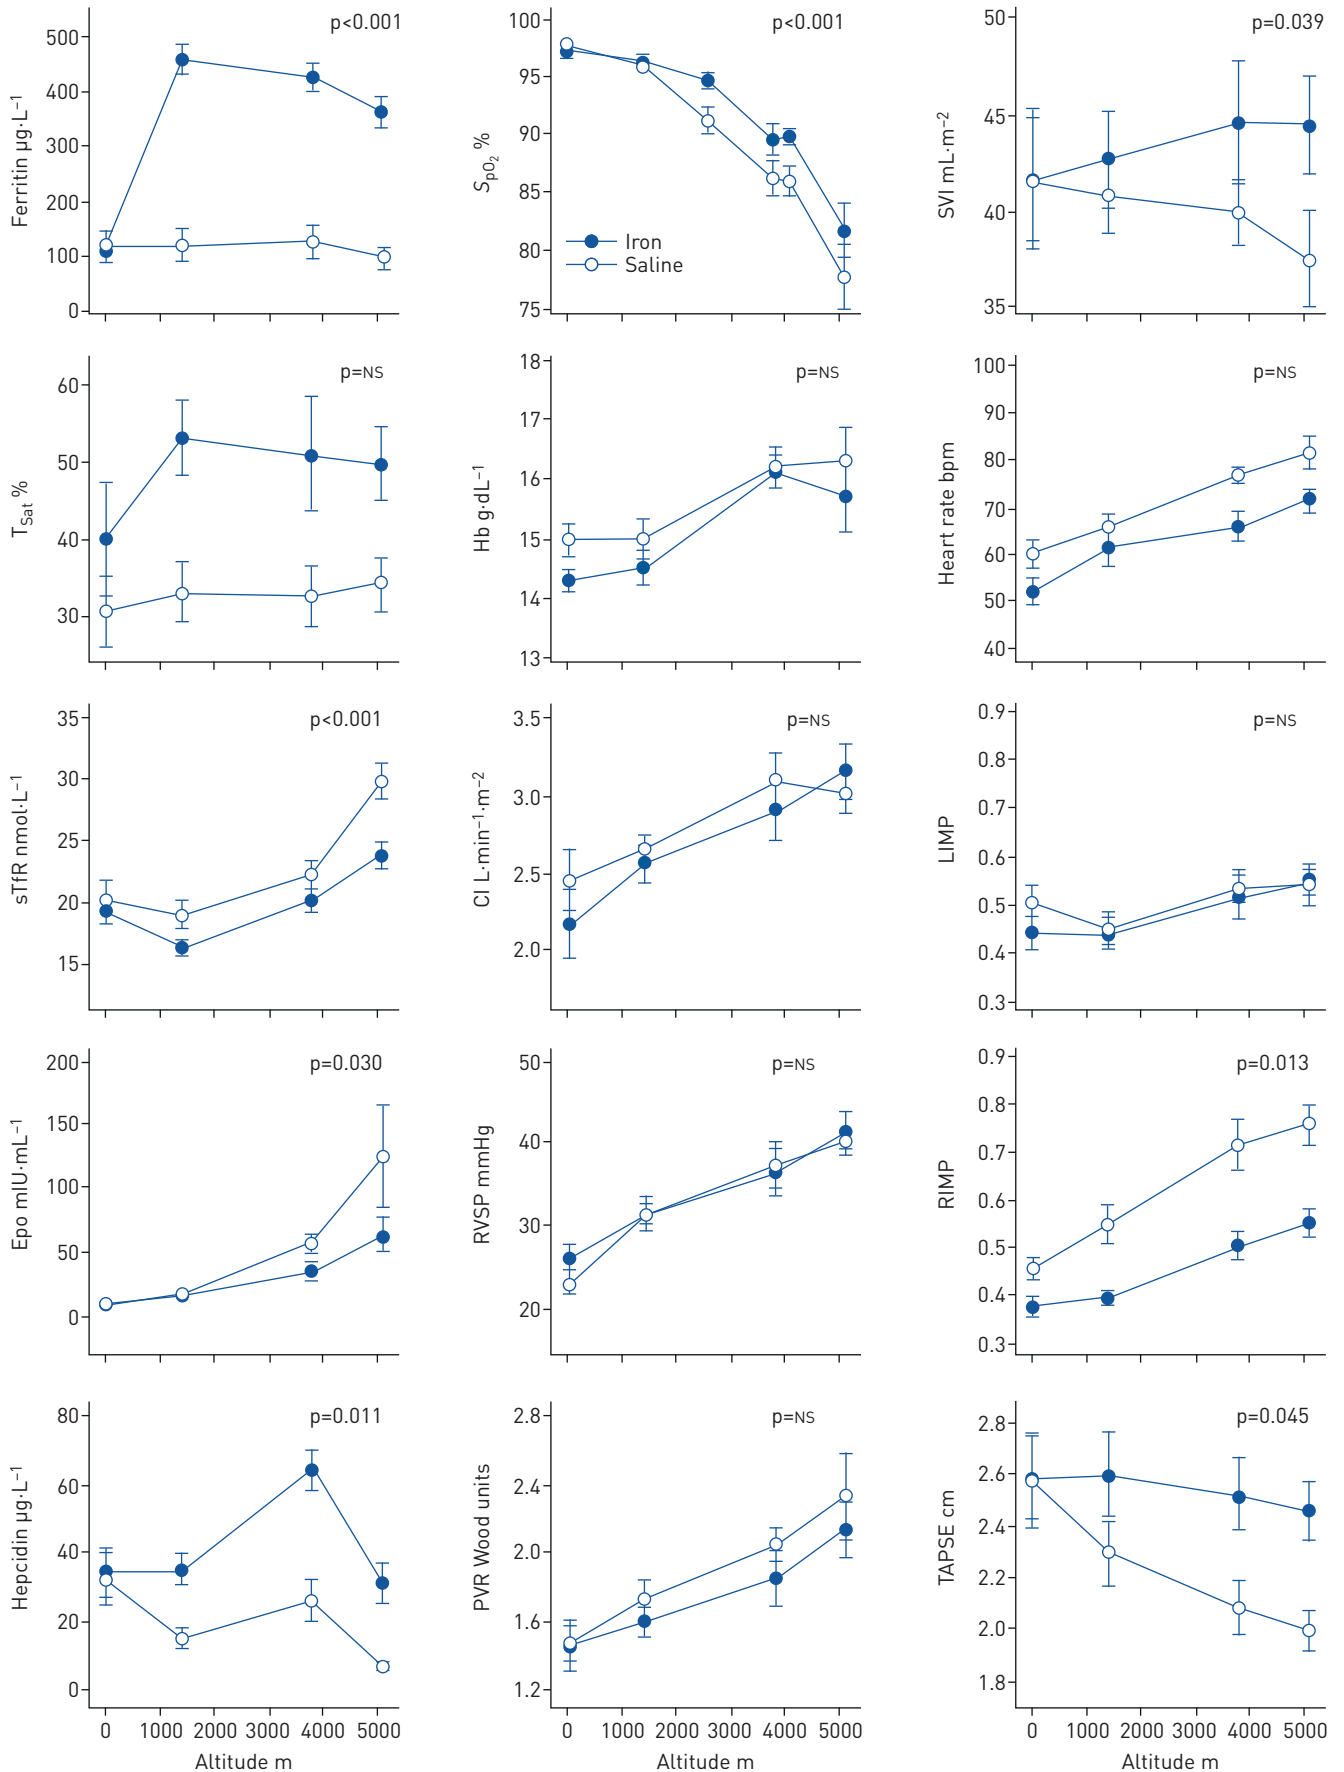 p<0.001
500
400
300
200
100
0
Ferritin µg·L⁻¹
p<0.001
100
95
90
85
80
75
SpO₂ %
Iron
Saline
p=0.039
50
45
40
35
SVI mL·m⁻²
p=NS
60
50
40
30
TSat %
p=NS
18
17
16
15
14
13
Hb g·dL⁻¹
p=NS
100
90
80
70
60
50
40
Heart rate bpm
p<0.001
35
30
25
20
15
sTfR nmol·L⁻¹
p=NS
3.5
3.0
2.5
2.0
CI L·min⁻¹·m⁻²
p=NS
0.9
0.8
0.7
0.6
0.5
0.4
0.3
LIMP
p=0.030
200
150
100
50
0
Epo mIU·mL⁻¹
p=NS
50
40
30
20
RVSP mmHg
p=0.013
0.9
0.8
0.7
0.6
0.5
0.4
0.3
RIMP
p=0.011
80
60
40
20
0
Hepcidin µg·L⁻¹
0 1000 2000 3000 4000 5000
Altitude m
p=NS
2.8
2.4
2.0
1.6
1.2
PVR Wood units
0 1000 2000 3000 4000 5000
Altitude m
p=0.045
2.8
2.6
2.4
2.2
2.0
1.8
TAPSE cm
0 1000 2000 3000 4000 5000
Altitude m